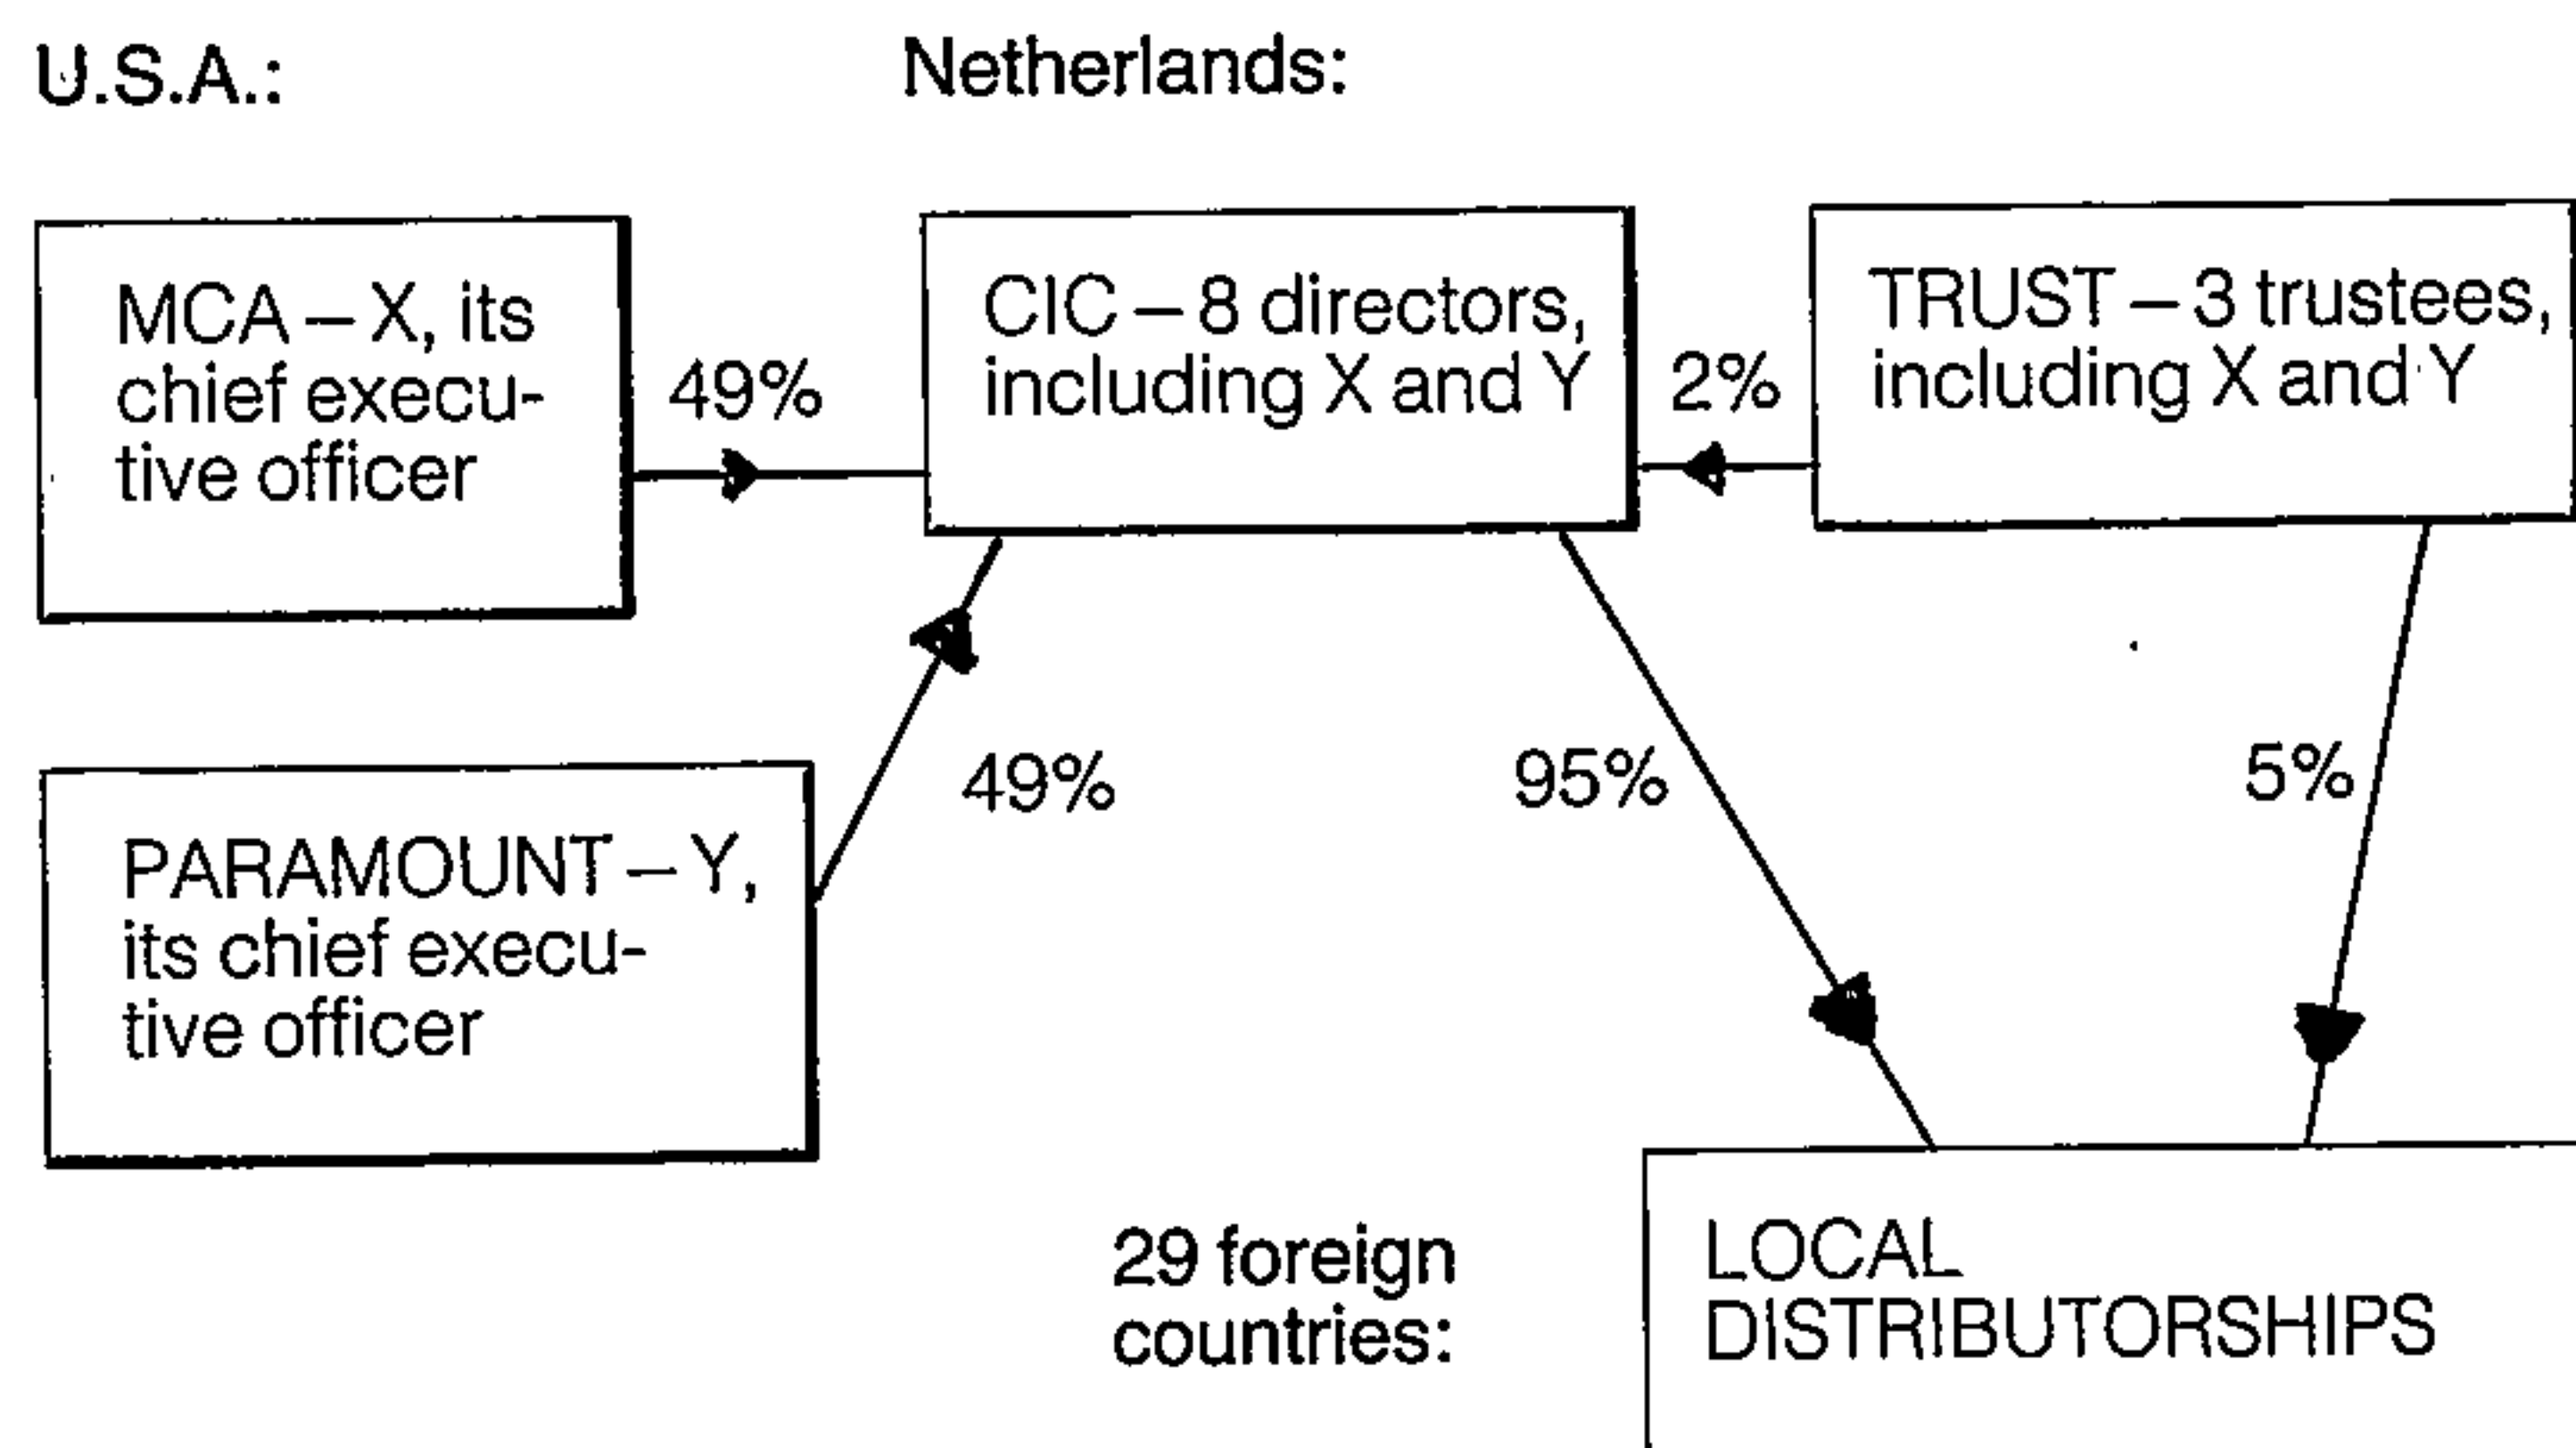 U.S.A.:
Netherlands:
MCA – X, its
chief execu-
tive officer
49%
CIC – 8 directors,
including X and Y
2%
TRUST – 3 trustees,
including X and Y
PARAMOUNT – Y,
its chief execu-
tive officer
49%
95%
5%
29 foreign
countries:
LOCAL
DISTRIBUTORSHIPS